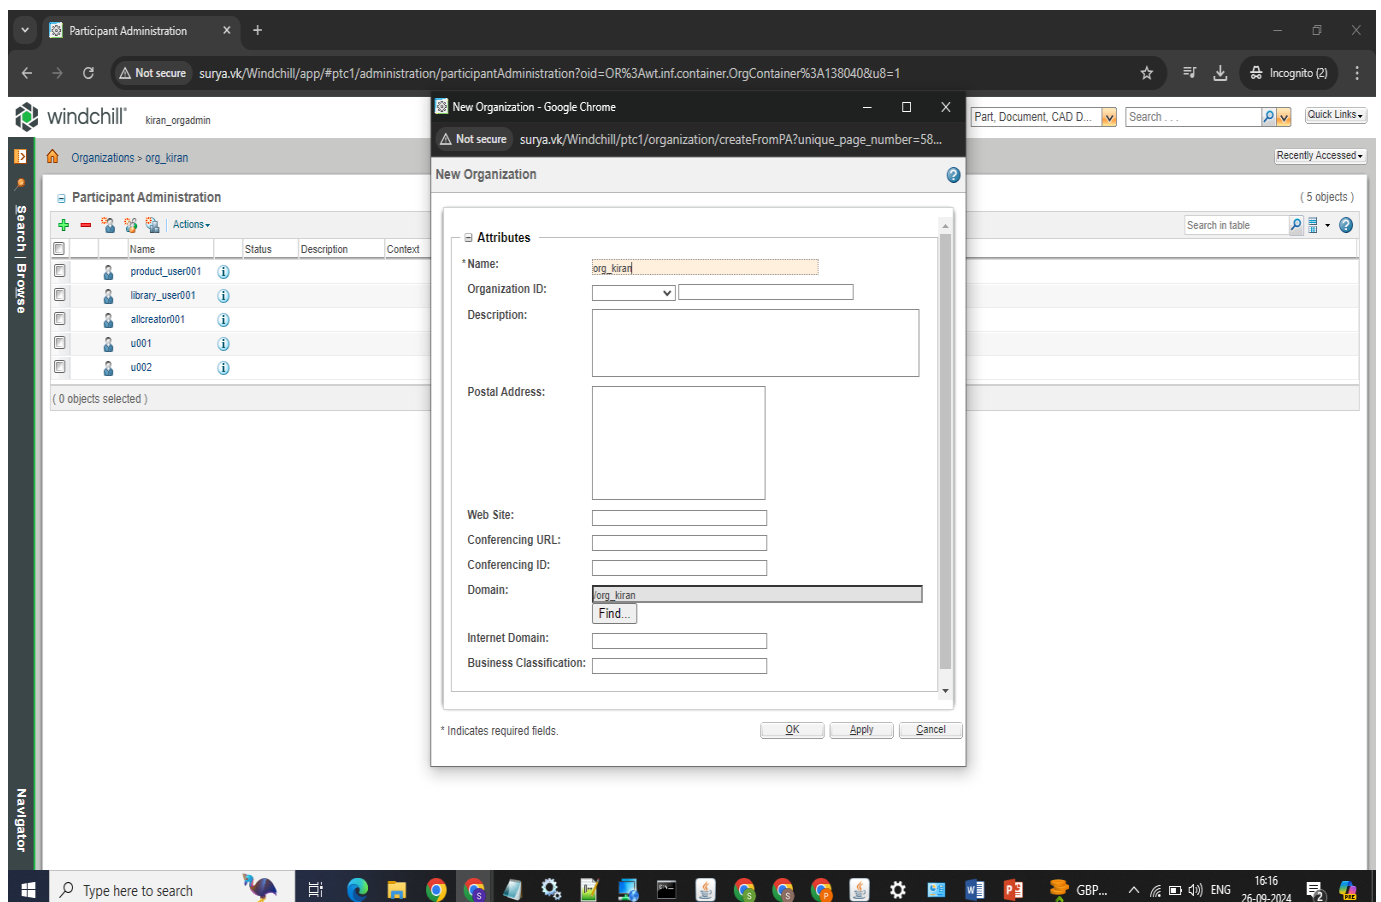 Participant Administration
Not secure
surya.vk/Windchill/app/#ptc1/administration/participantAdministration?oid=OR%3Awt.inf.container.OrgContainer%3A138040&u8=1
Incognito (2)
windchill
kiran_orgadmin
Part, Document, CAD D...
Search . . .
Quick Links
Organizations > org_kiran
Recently Accessed
Participant Administration
( 5 objects )
Actions
Search in table
Name Status Description Context
product_user001
library_user001
allcreator001
u001
u002
( 0 objects selected )
Search | Browse
Navigator
New Organization - Google Chrome
Not secure
surya.vk/Windchill/ptc1/organization/createFromPA?unique_page_number=58...
New Organization
Attributes
*Name: org_kiran
Organization ID:
Description:
Postal Address:
Web Site:
Conferencing URL:
Conferencing ID:
Domain: /org_kiran
Find...
Internet Domain:
Business Classification:
* Indicates required fields.
OK Apply Cancel
Type here to search
GBP...
ENG
16:16
26-09-2024
2